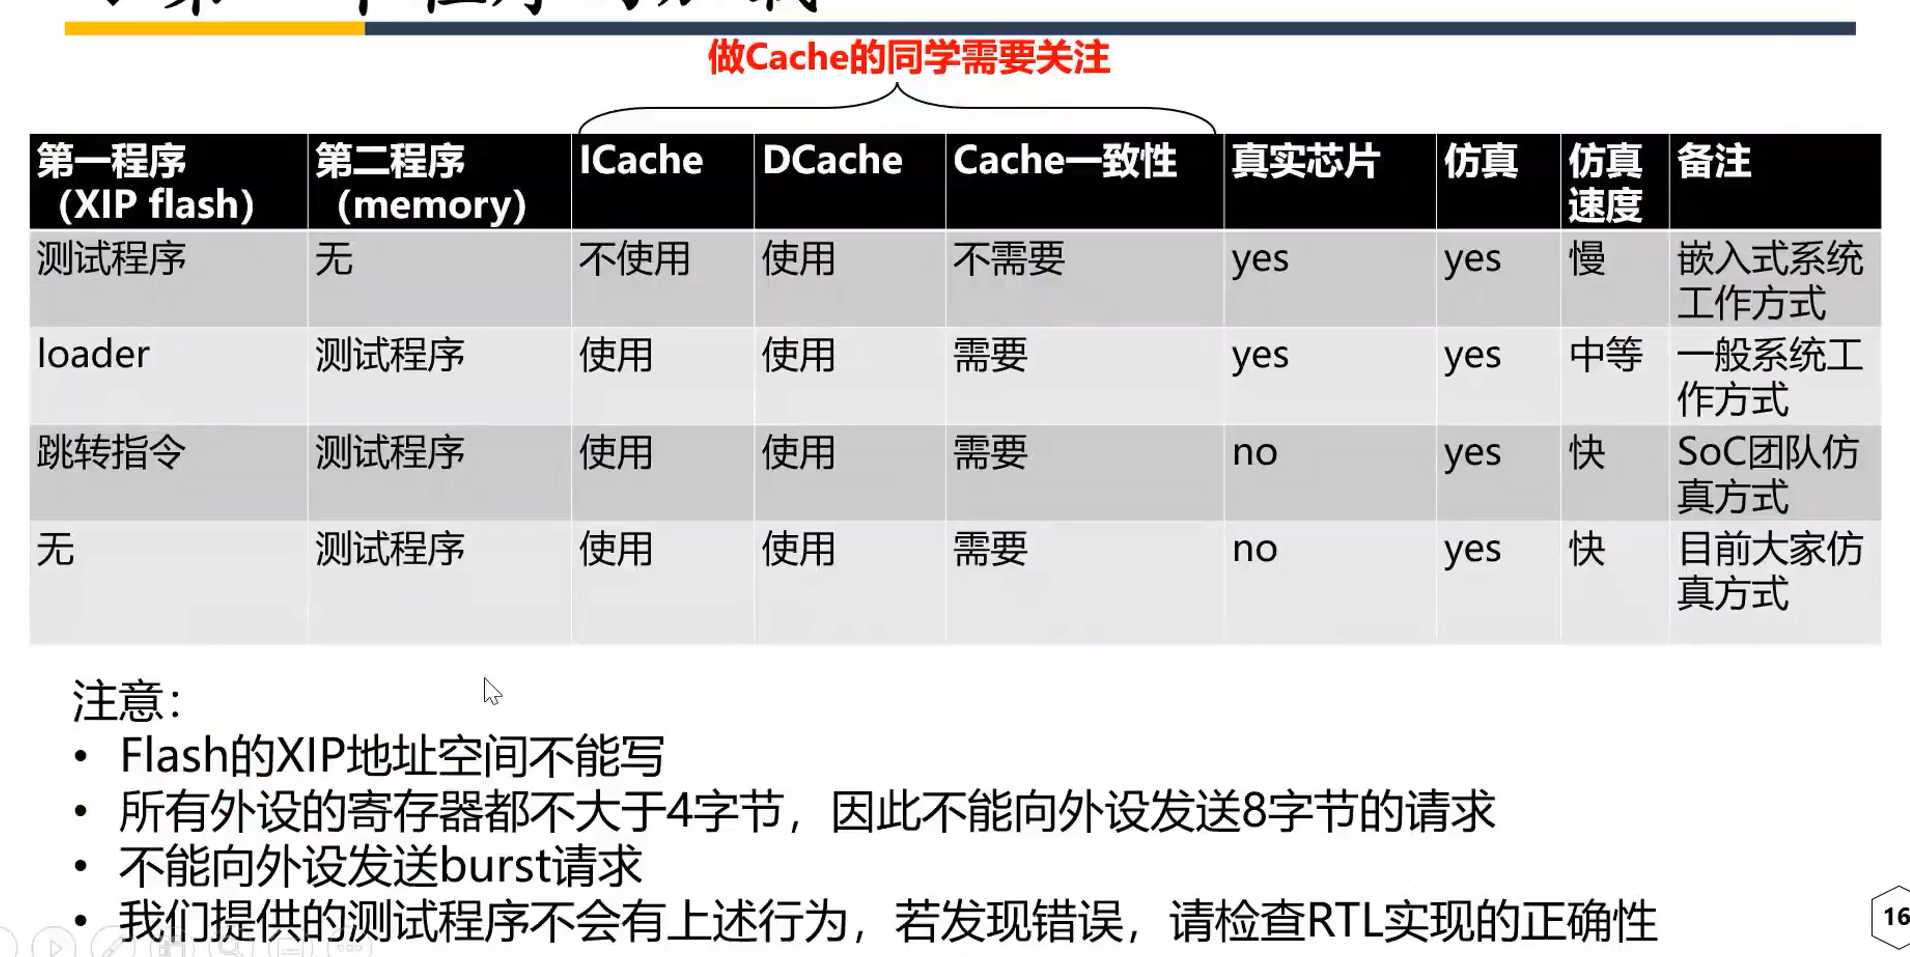 做Cache的同学需要关注
第一程序 第二程序 ICache DCache Cache一致性 真实芯片 仿真 仿真 备注
（XIP flash） （memory） 速度
测试程序 无 不使用 使用 不需要 yes yes 慢 嵌入式系统
工作方式
loader 测试程序 使用 使用 需要 yes yes 中等 一般系统工
作方式
跳转指令 测试程序 使用 使用 需要 no yes 快 SoC团队仿
真方式
无 测试程序 使用 使用 需要 no yes 快 目前大家仿
真方式
注意：
• Flash的XIP地址空间不能写
• 所有外设的寄存器都不大于4字节，因此不能向外设发送8字节的请求
• 不能向外设发送burst请求
• 我们提供的测试程序不会有上述行为，若发现错误，请检查RTL实现的正确性
16